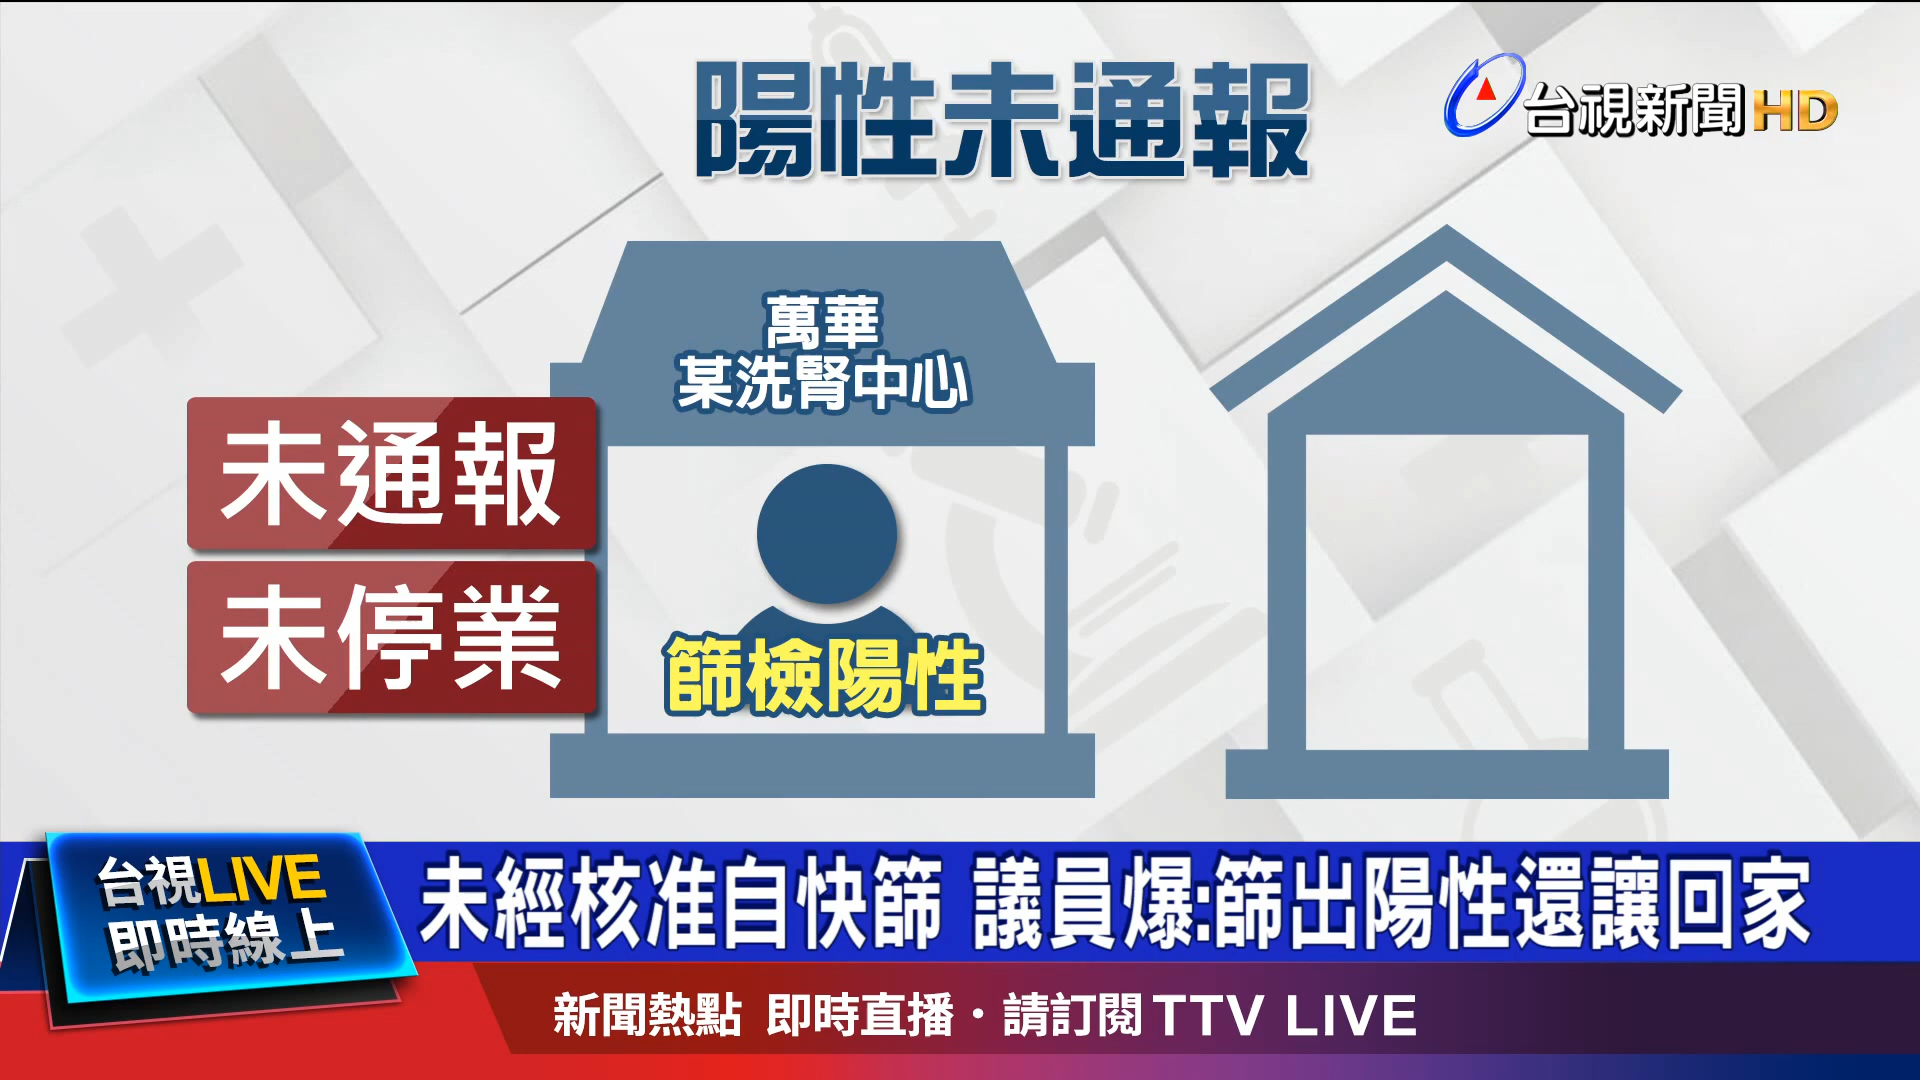 陽性未通報
台視新聞HD
萬華
某洗腎中心
未通報
未停業
篩檢陽性
台視LIVE
即時線上
未經核准自快篩 議員爆:篩出陽性還讓回家
新聞熱點 即時直播·請訂閱TTV LIVE